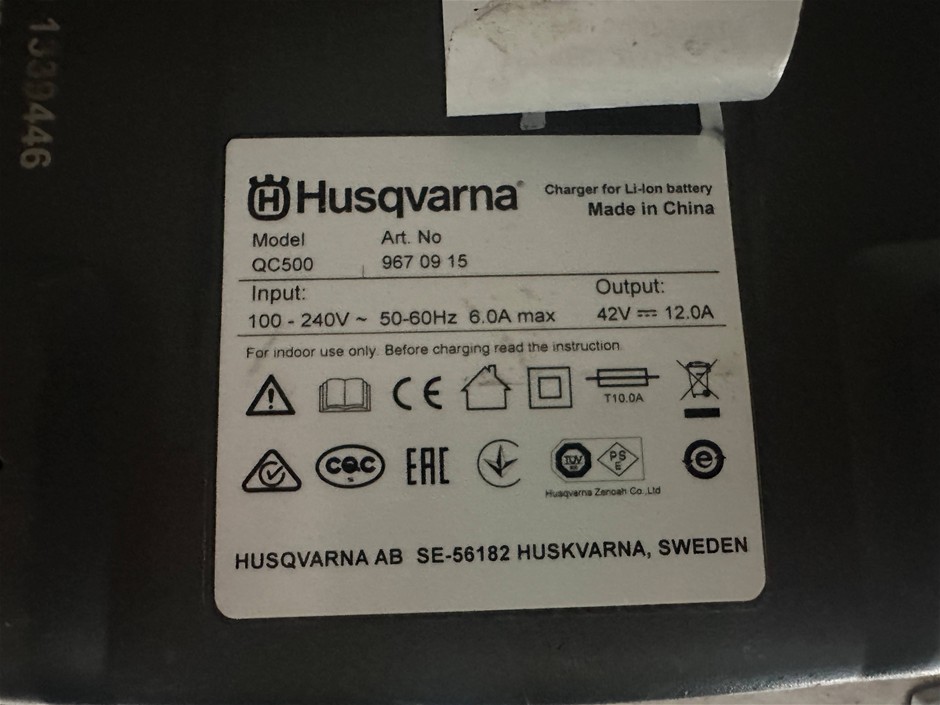 Husqvarna
Charger for Li-Ion battery
Made in China
Model Art. No
QC500 967 09 15
Input: Output:
100 - 240V ~ 50-60Hz 6.0A max 42V ⎓ 12.0A
For indoor use only. Before charging read the instruction.
CE
T10.0A
CQC
EAC
TÜV
PS
E
e
Husqvarna Zenoah Co.,Ltd
HUSQVARNA AB SE-56182 HUSKVARNA, SWEDEN